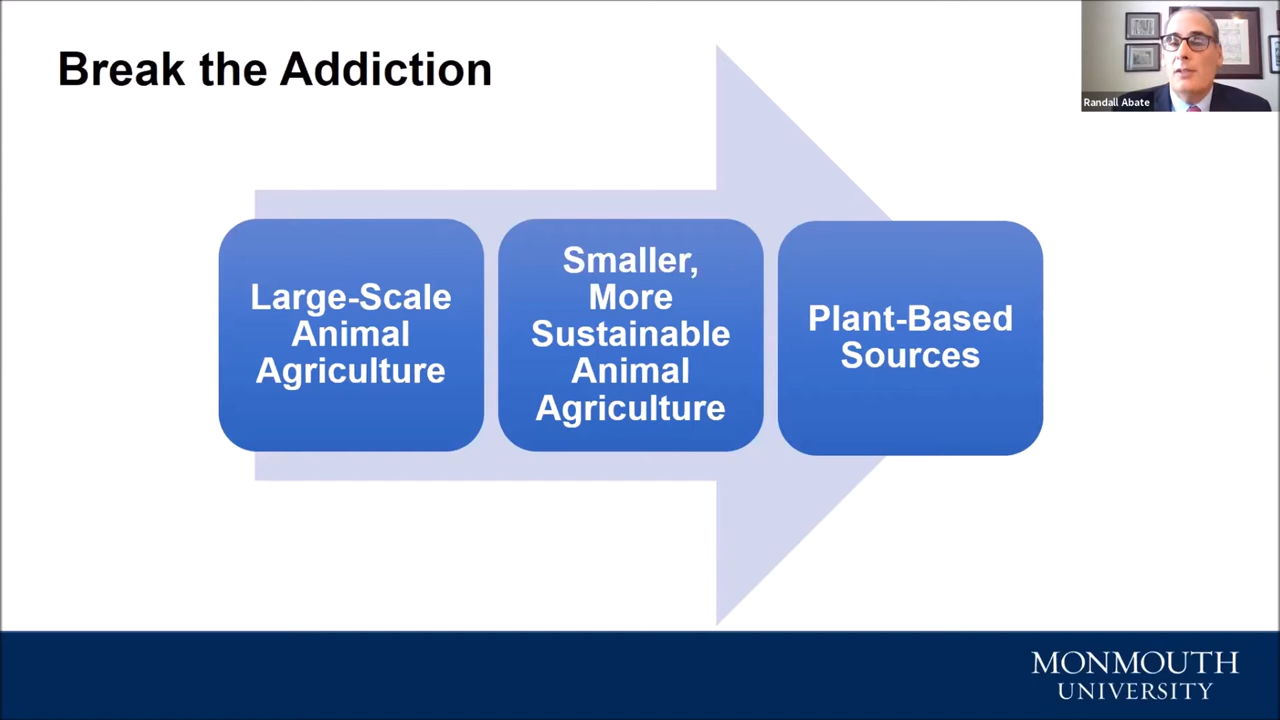 Break the Addiction
Randall Abate
Large-Scale
Animal
Agriculture
Smaller,
More
Sustainable
Animal
Agriculture
Plant-Based
Sources
MONMOUTH
UNIVERSITY